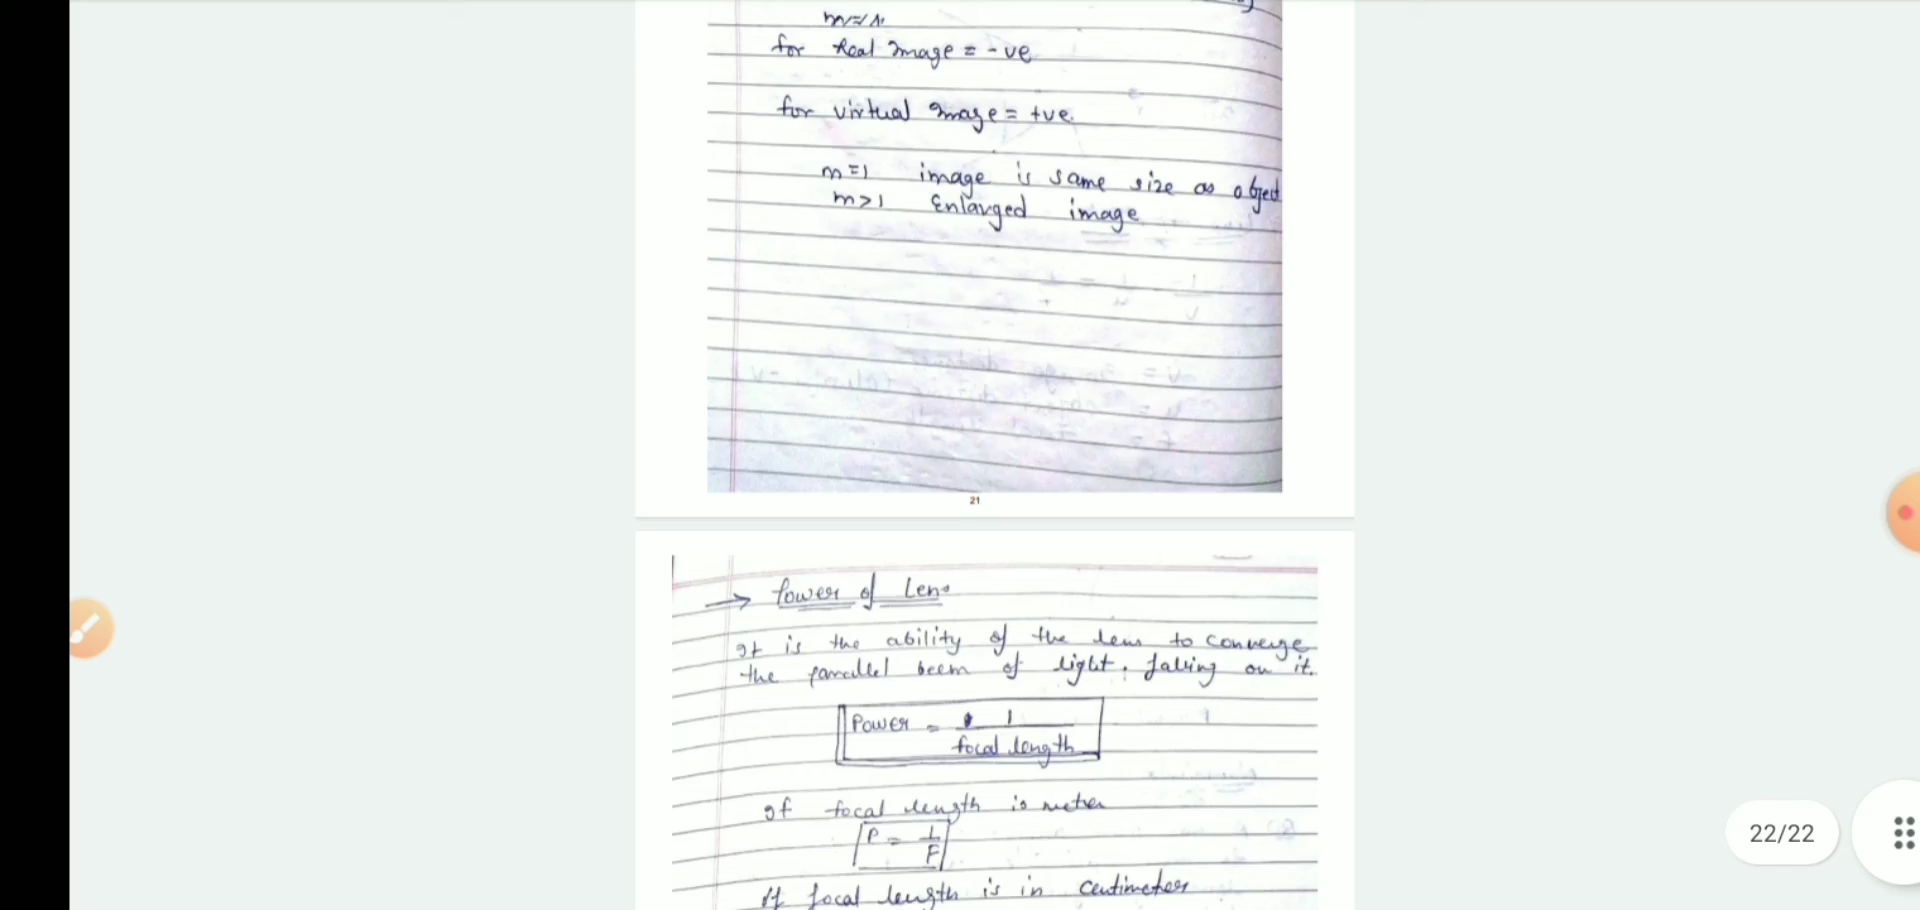 for Real Image = -ve
for virtual Image = +ve.
m=1 image is same size as object
m>1 Enlarged image
21
→ Power of Lens
It is the ability of the lens to converge
the parallel beem of light, falling on it.
Power = 1
focal length
If focal length is meter
P = 1
F
If focal length is in centimeter
22/22